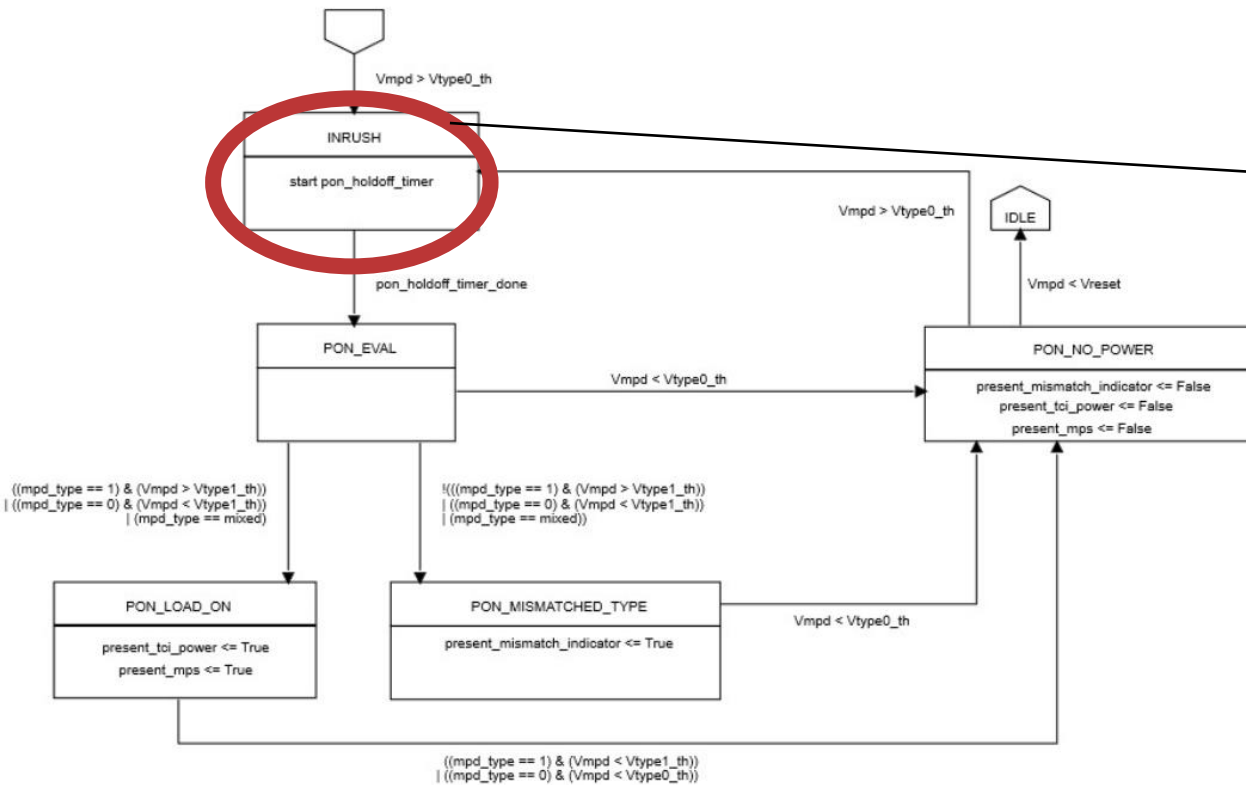 Vmpd > Vtype0_th
INRUSH
start pon_holdoff_timer
Vmpd > Vtype0_th
IDLE
pon_holdoff_timer_done
Vmpd < Vreset
PON_EVAL
PON_NO_POWER
Vmpd < Vtype0_th
present_mismatch_indicator <= False
present_tci_power <= False
present_mps <= False
((mpd_type == 1) & (Vmpd > Vtype1_th))
| ((mpd_type == 0) & (Vmpd < Vtype1_th))
| (mpd_type == mixed)
!(((mpd_type == 1) & (Vmpd > Vtype1_th))
| ((mpd_type == 0) & (Vmpd < Vtype1_th))
| (mpd_type == mixed))
PON_LOAD_ON
present_tci_power <= True
present_mps <= True
PON_MISMATCHED_TYPE
present_mismatch_indicator <= True
Vmpd < Vtype0_th
((mpd_type == 1) & (Vmpd < Vtype1_th))
| ((mpd_type == 0) & (Vmpd < Vtype0_th))